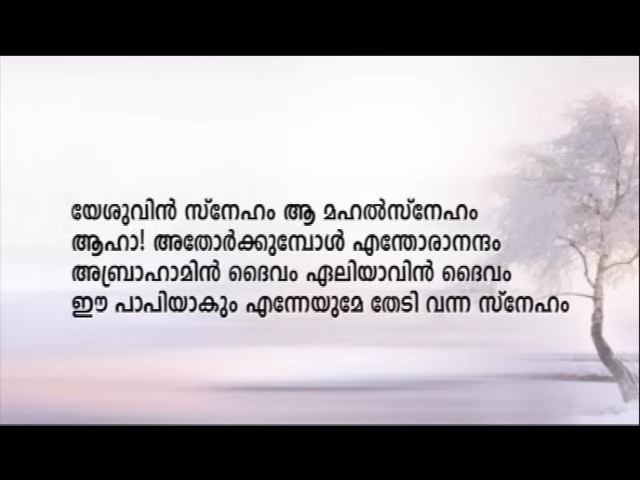 യേശുവിൻ സ്നേഹം ആ മഹൽസ്നേഹം
ആഹാ! അതോർക്കുമ്പോൾ എന്തോരാനന്ദം
അബ്രാഹാമിൻ ദൈവം ഏലിയാവിൻ ദൈവം
ഈ പാപിയാകും എന്നേയുമേ തേടി വന്ന സ്നേഹം